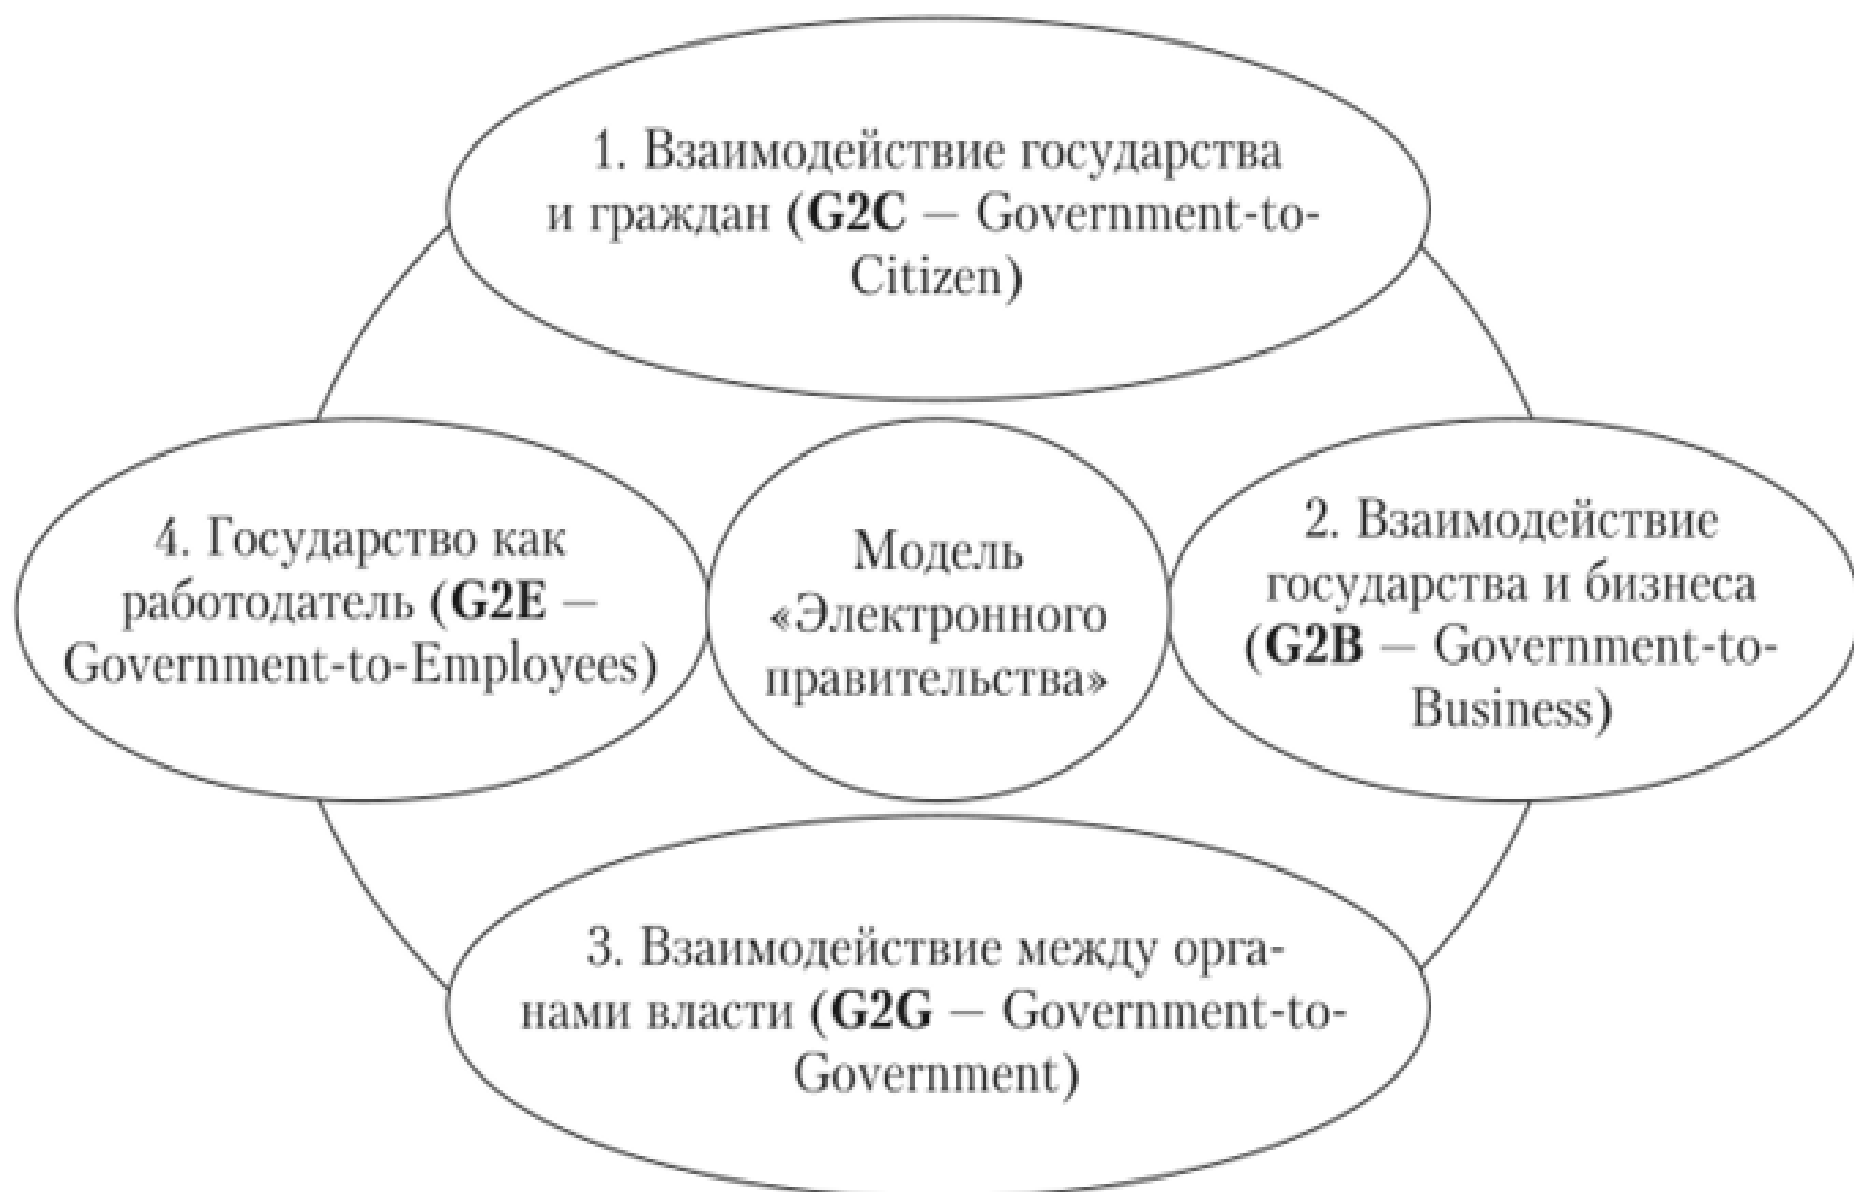 1. Взаимодействие государства
и граждан (G2C — Government-to-
Citizen)
2. Взаимодействие
государства и бизнеса
(G2B — Government-to-
Business)
3. Взаимодействие между орга-
нами власти (G2G — Government-to-
Government)
4. Государство как
работодатель (G2E —
Government-to-Employees)
Модель
«Электронного
правительства»